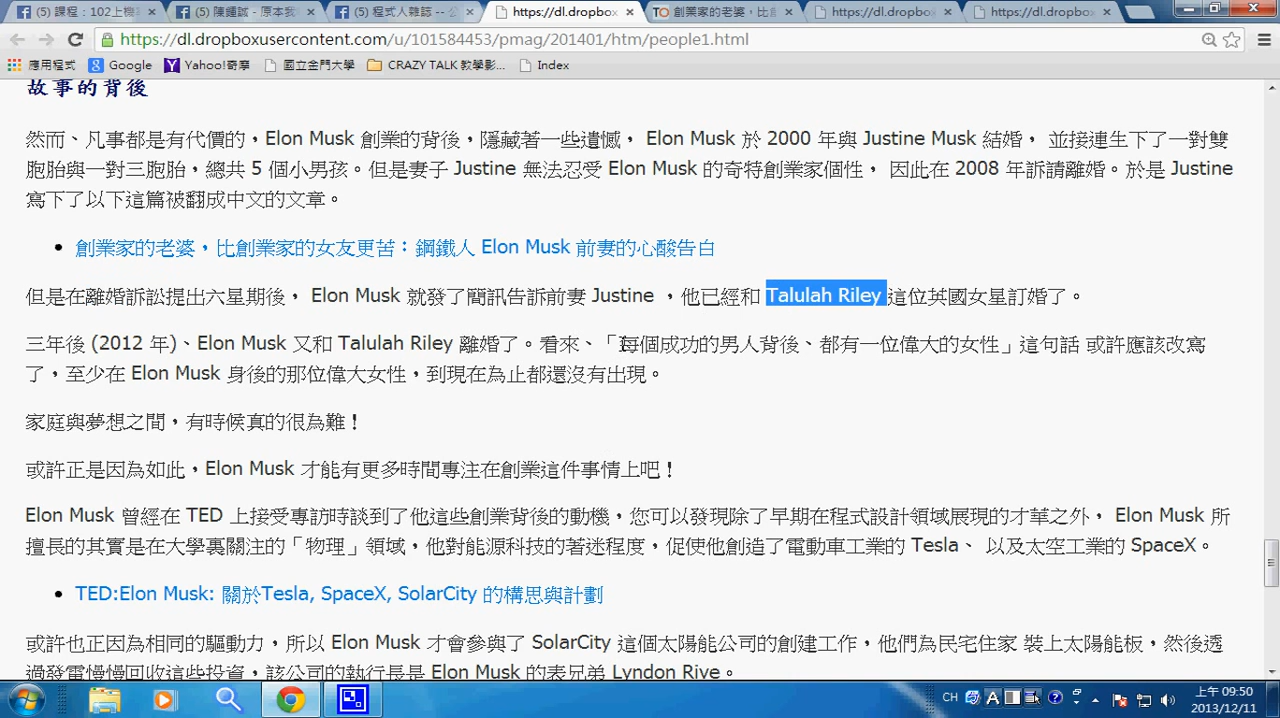 (5) 課程：102上機
(5) 陳鍾誠 - 原本我
(5) 程式人雜誌 -- 公
https://dl.dropbox
TO 創業家的老婆，比創
https://dl.dropbox
https://dl.dropbox
https://dl.dropboxusercontent.com/u/101584453/pmag/201401/htm/people1.html
應用程式 Google Yahoo!奇摩 國立金門大學 CRAZY TALK 教學影... Index
故事的背後
然而、凡事都是有代價的，Elon Musk 創業的背後，隱藏著一些遺憾， Elon Musk 於 2000 年與 Justine Musk 結婚， 並接連生下了一對雙
胞胎與一對三胞胎，總共 5 個小男孩。但是妻子 Justine 無法忍受 Elon Musk 的奇特創業家個性， 因此在 2008 年訴請離婚。於是 Justine
寫下了以下這篇被翻成中文的文章。
• 創業家的老婆，比創業家的女友更苦：鋼鐵人 Elon Musk 前妻的心酸告白
但是在離婚訴訟提出六星期後， Elon Musk 就發了簡訊告訴前妻 Justine ，他已經和 Talulah Riley 這位英國女星訂婚了。
三年後 (2012 年)、Elon Musk 又和 Talulah Riley 離婚了。看來、「每個成功的男人背後、都有一位偉大的女性」這句話 或許應該改寫
了，至少在 Elon Musk 身後的那位偉大女性，到現在為止都還沒有出現。
家庭與夢想之間，有時候真的很為難！
或許正是因為如此，Elon Musk 才能有更多時間專注在創業這件事情上吧！
Elon Musk 曾經在 TED 上接受專訪時談到了他這些創業背後的動機，您可以發現除了早期在程式設計領域展現的才華之外， Elon Musk 所
擅長的其實是在大學裏關注的「物理」領域，他對能源科技的著迷程度，促使他創造了電動車工業的 Tesla、 以及太空工業的 SpaceX。
• TED:Elon Musk: 關於Tesla, SpaceX, SolarCity 的構思與計劃
或許也正因為相同的驅動力，所以 Elon Musk 才會參與了 SolarCity 這個太陽能公司的創建工作，他們為民宅住家 裝上太陽能板，然後透
過發電慢慢回收這些投資，該公司的執行長是 Elon Musk 的表兄弟 Lyndon Rive。
CH A
上午 09:50
2013/12/11